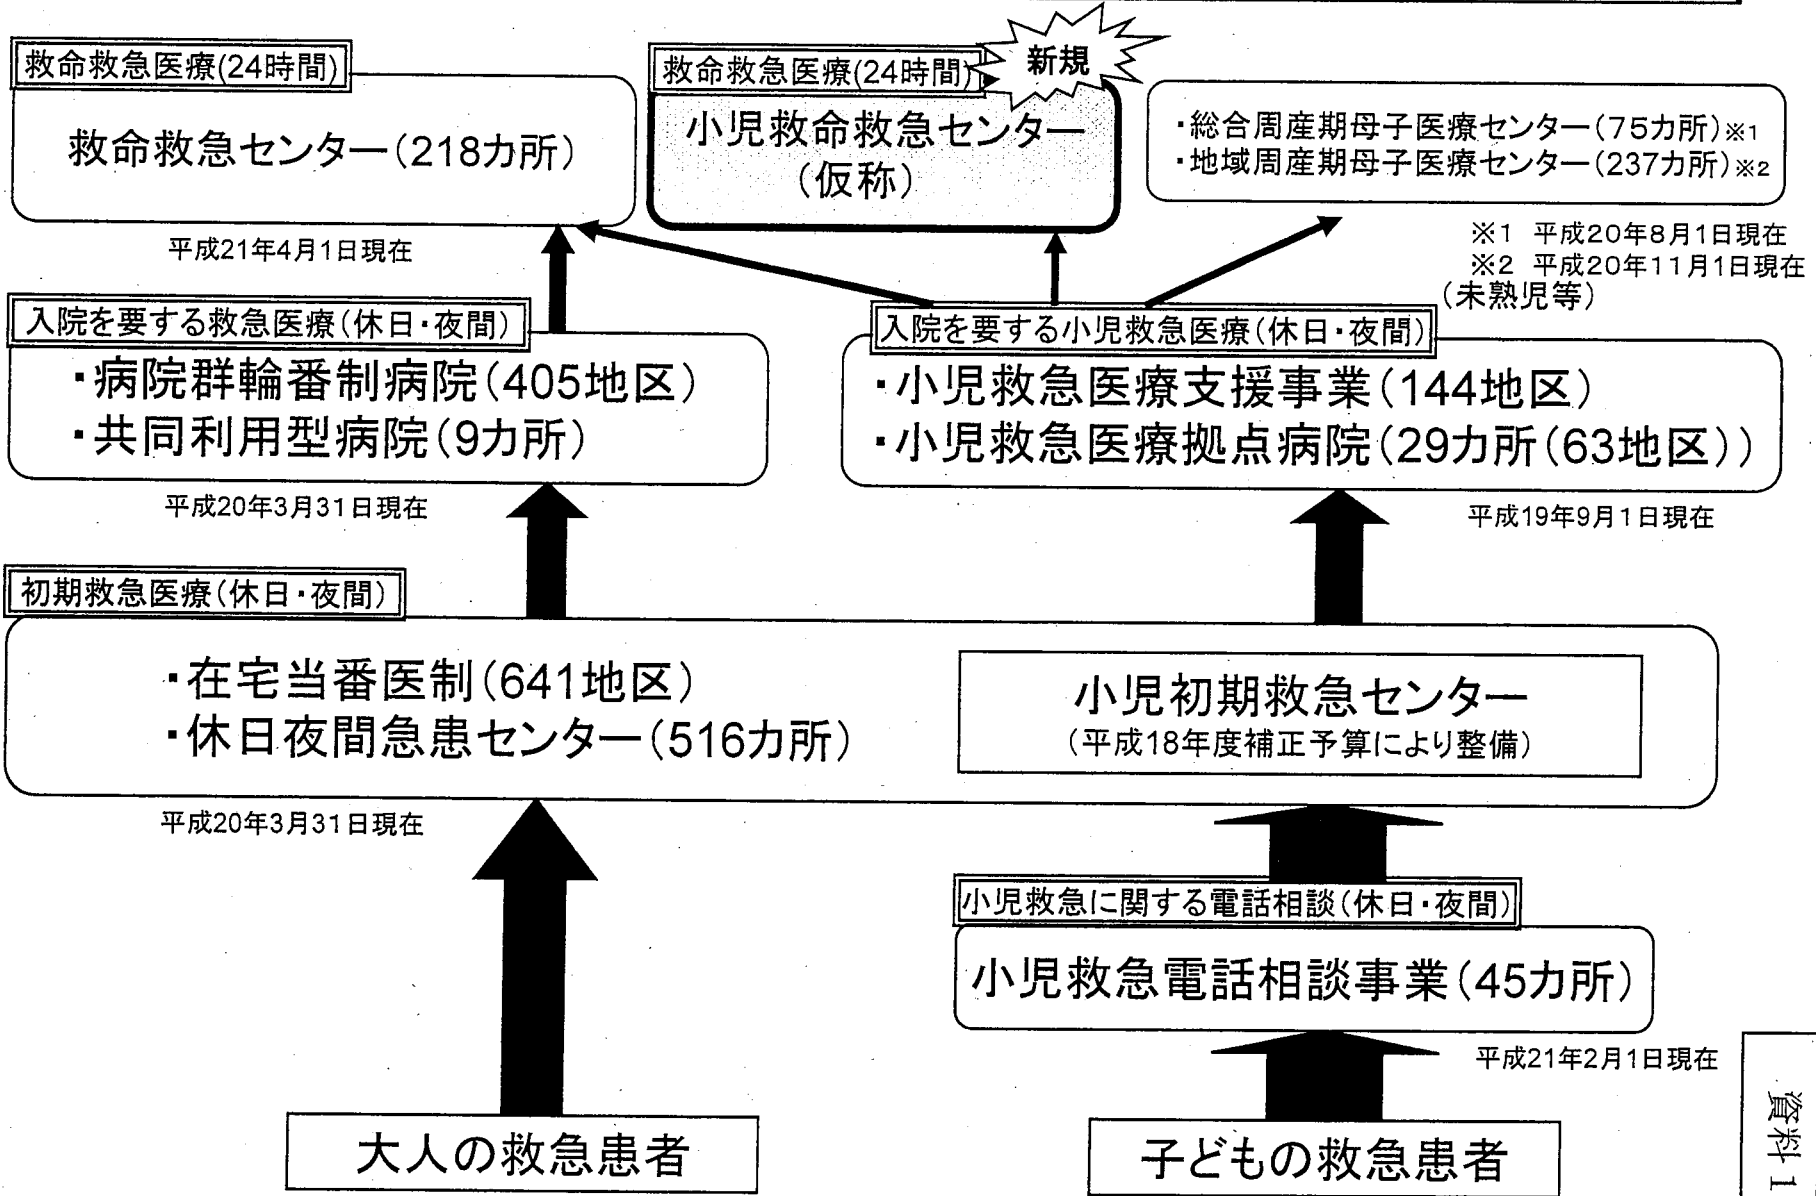 救命救急医療(24時間)
救命救急センター(218カ所)
平成21年4月1日現在
救命救急医療(24時間)
新規
小児救命救急センター
(仮称)
・総合周産期母子医療センター(75カ所)※1
・地域周産期母子医療センター(237カ所)※2
※1 平成20年8月1日現在
※2 平成20年11月1日現在
(未熟児等)
入院を要する救急医療(休日・夜間)
・病院群輪番制病院(405地区)
・共同利用型病院(9カ所)
平成20年3月31日現在
入院を要する小児救急医療(休日・夜間)
・小児救急医療支援事業(144地区)
・小児救急医療拠点病院(29カ所(63地区))
平成19年9月1日現在
初期救急医療(休日・夜間)
・在宅当番医制(641地区)
・休日夜間急患センター(516カ所)
小児初期救急センター
(平成18年度補正予算により整備)
平成20年3月31日現在
小児救急に関する電話相談(休日・夜間)
小児救急電話相談事業(45カ所)
平成21年2月1日現在
大人の救急患者
子どもの救急患者
資料1